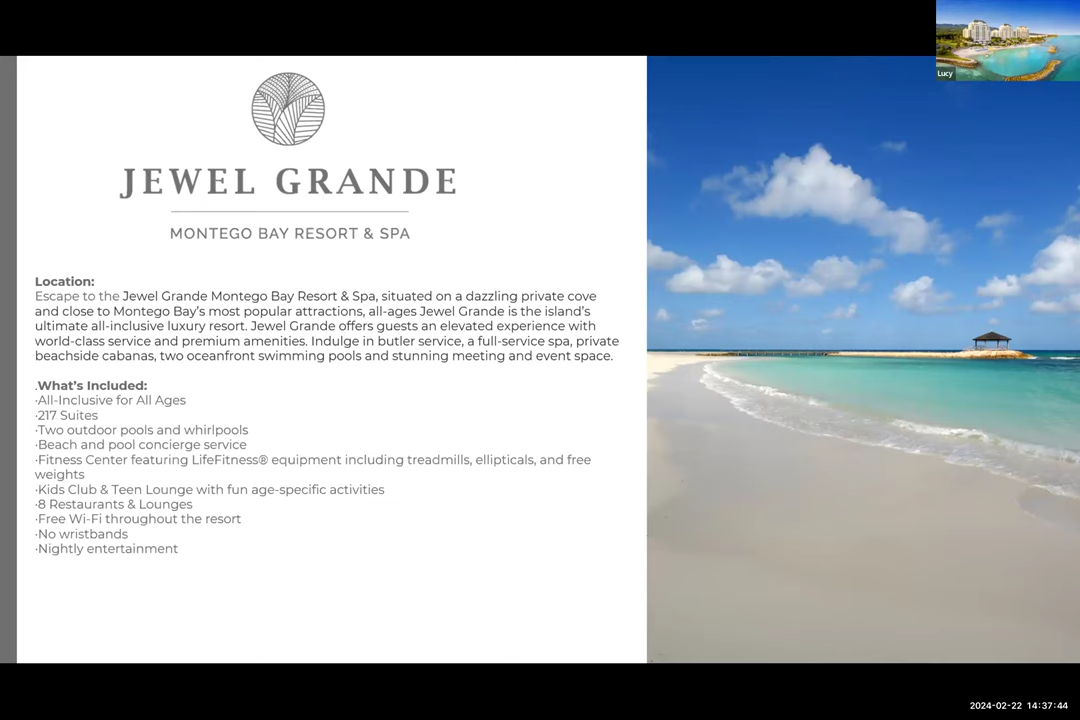 Lucy
JEWEL GRANDE
MONTEGO BAY RESORT & SPA
Location:
Escape to the Jewel Grande Montego Bay Resort & Spa, situated on a dazzling private cove
and close to Montego Bay’s most popular attractions, all-ages Jewel Grande is the island’s
ultimate all-inclusive luxury resort. Jewel Grande offers guests an elevated experience with
world-class service and premium amenities. Indulge in butler service, a full-service spa, private
beachside cabanas, two oceanfront swimming pools and stunning meeting and event space.
.What’s Included:
·All-Inclusive for All Ages
·217 Suites
·Two outdoor pools and whirlpools
·Beach and pool concierge service
·Fitness Center featuring LifeFitness® equipment including treadmills, ellipticals, and free
weights
·Kids Club & Teen Lounge with fun age-specific activities
·8 Restaurants & Lounges
·Free Wi-Fi throughout the resort
·No wristbands
·Nightly entertainment
2024-02-22 14:37:44